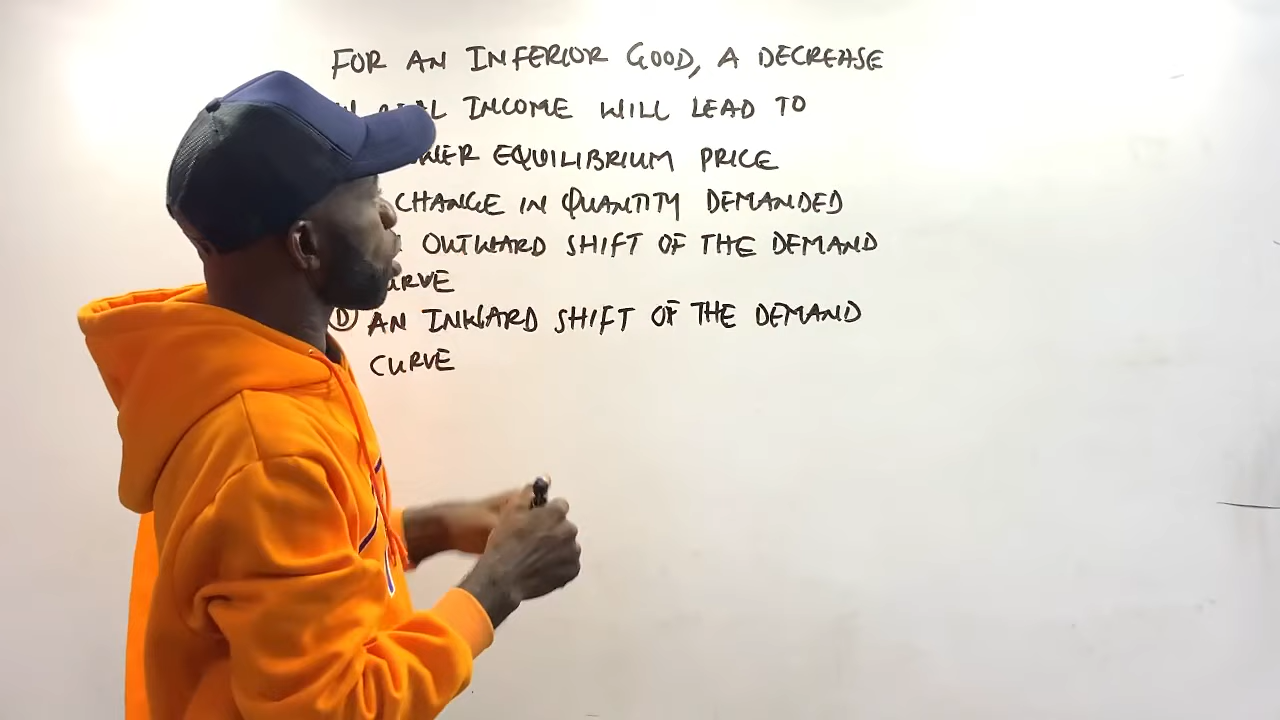 FOR AN INFERIOR GOOD, A DECREASE
INCOME WILL LEAD TO
EQUILIBRIUM PRICE
CHANGE IN QUANTITY DEMANDED
OUTWARD SHIFT OF THE DEMAND
D AN INWARD SHIFT OF THE DEMAND
CURVE